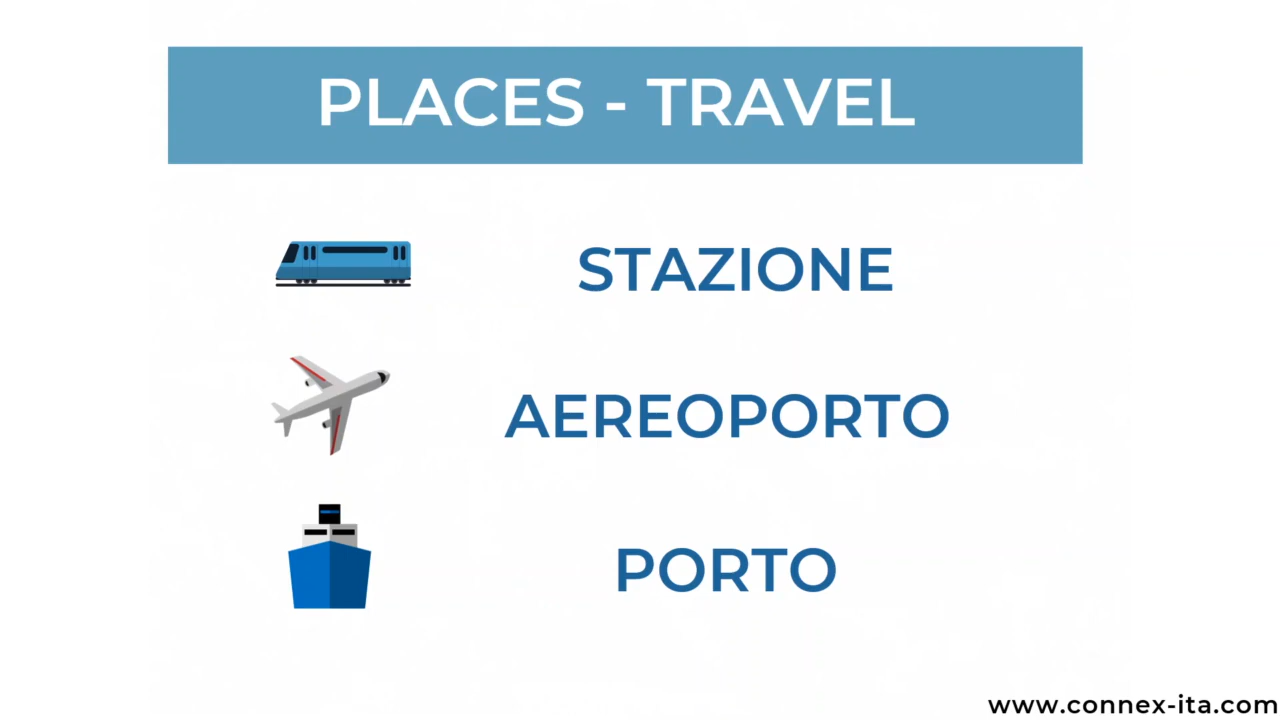 PLACES - TRAVEL
STAZIONE
AEREOPORTO
PORTO
www.connex-ita.com